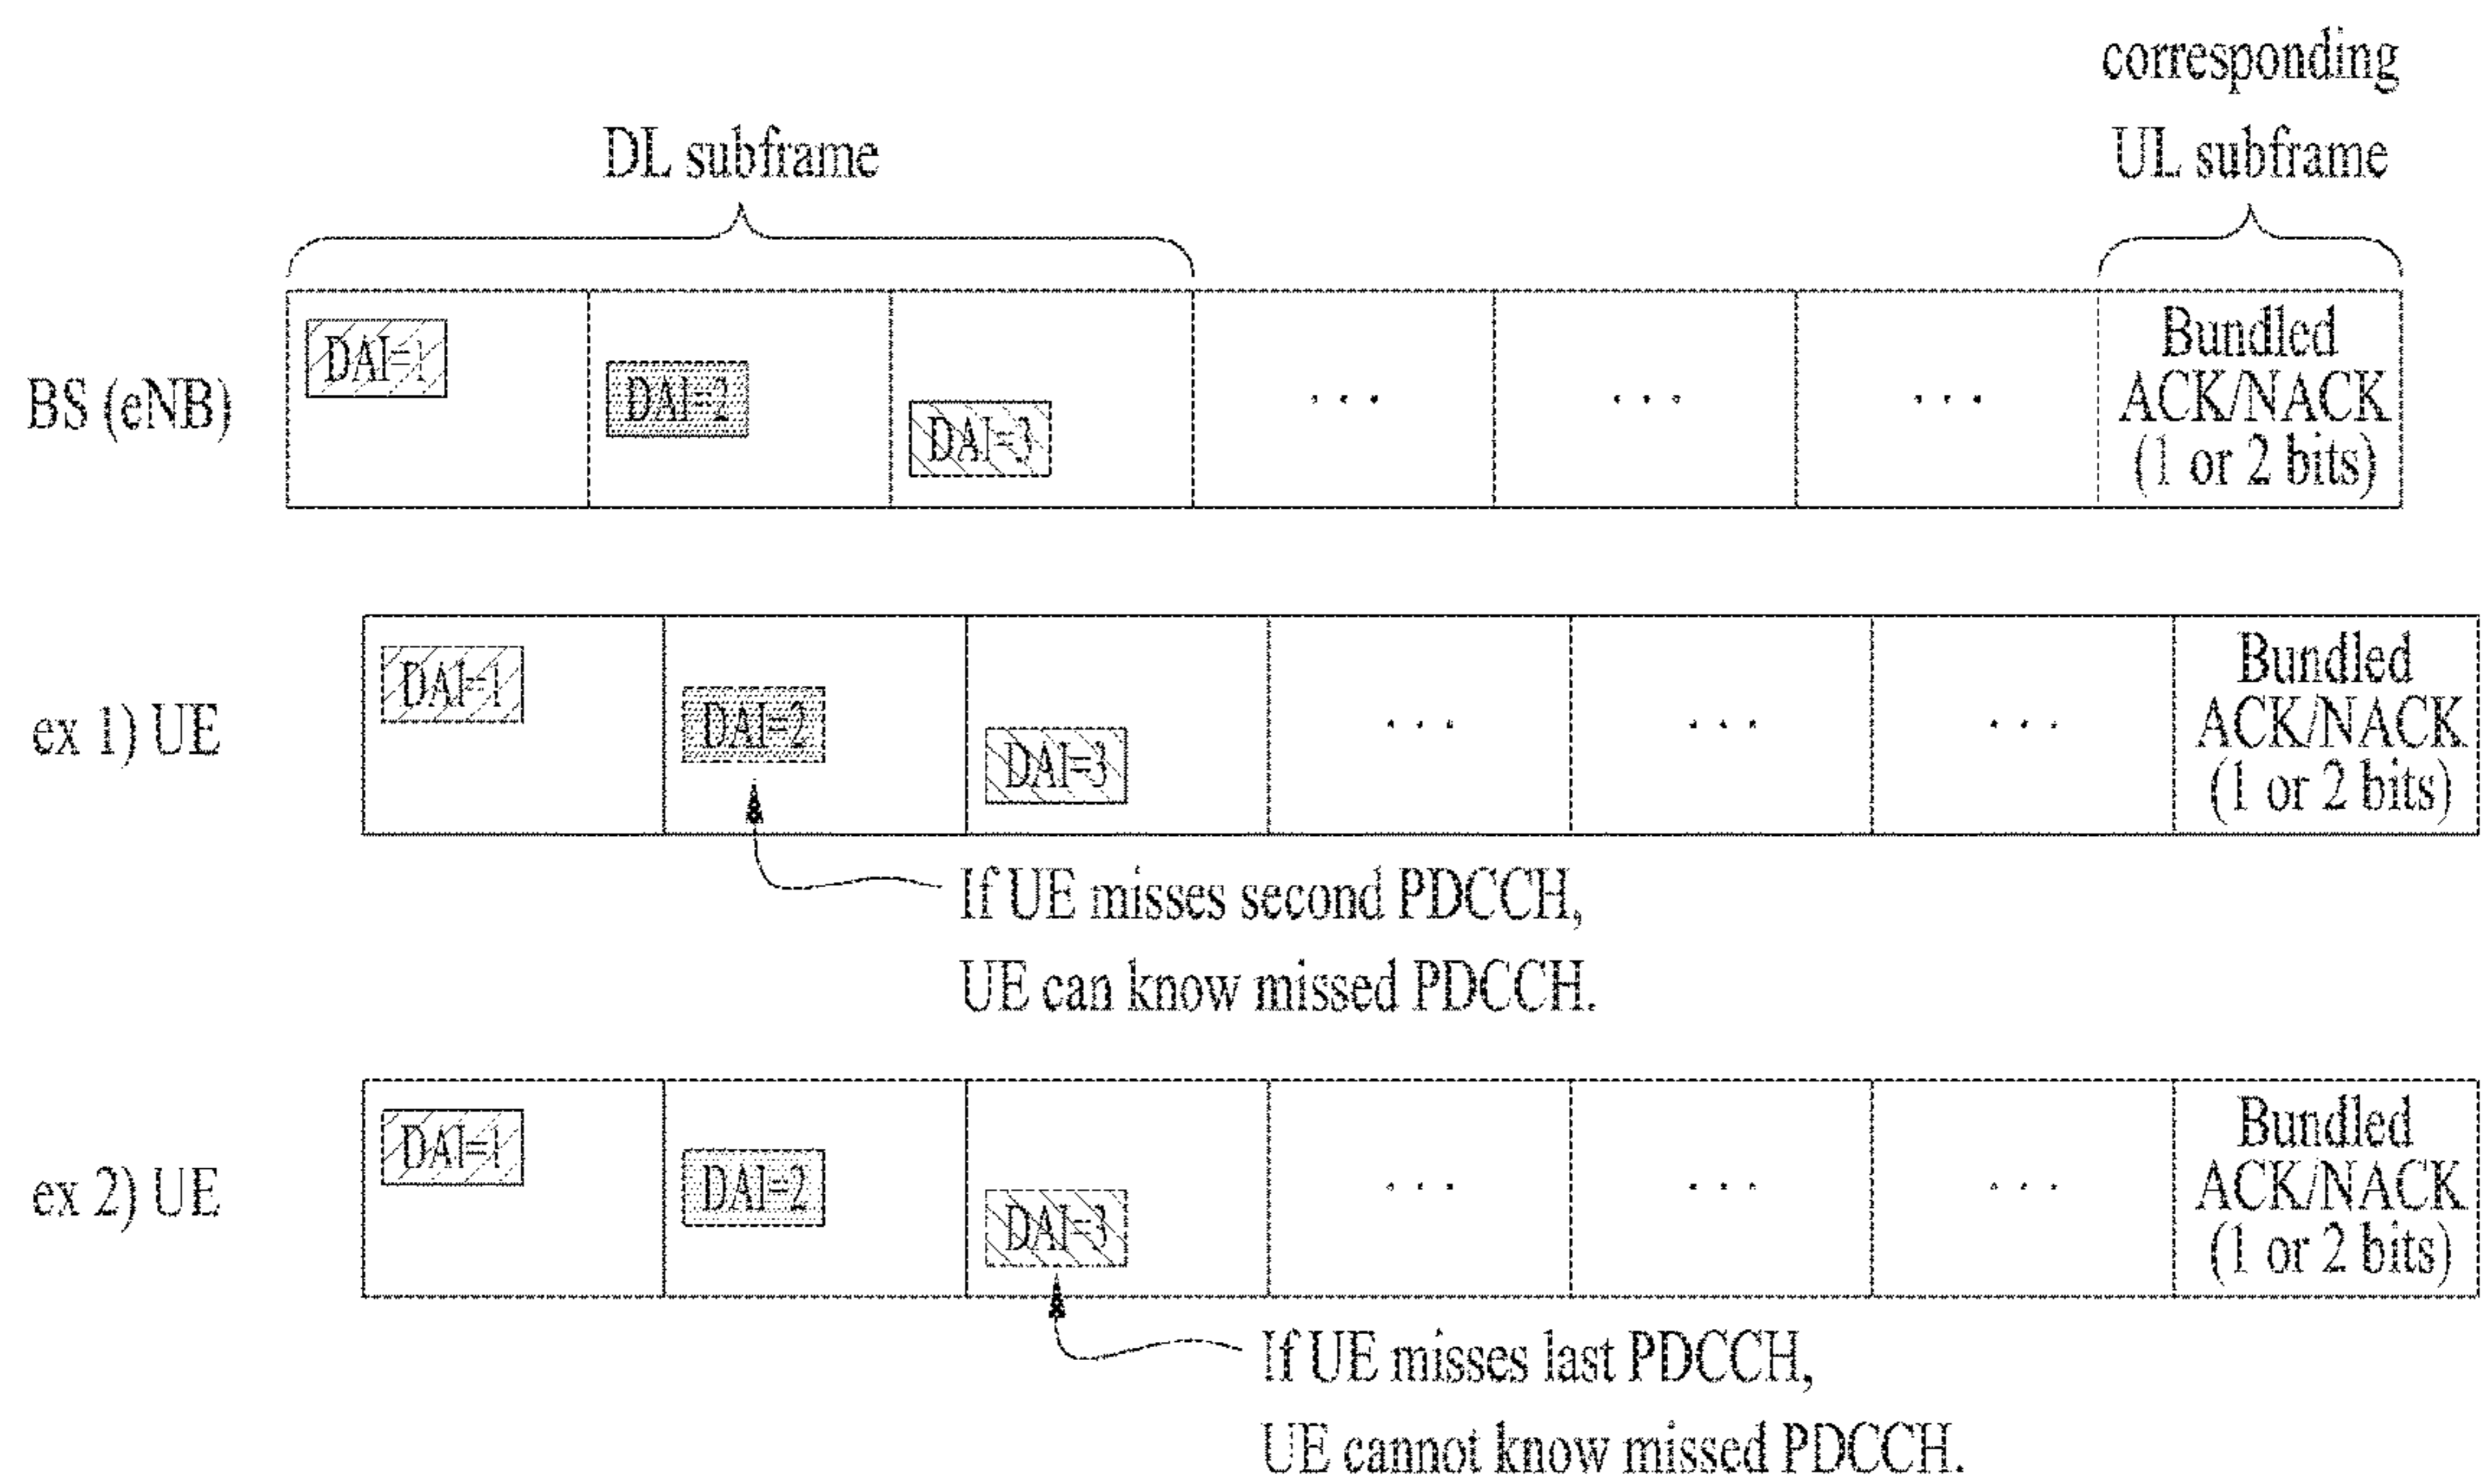 corresponding
DL subframe
UL subframe
BS (eNB)
DAI=1
DAI=2
DAI=3
...
...
...
Bundled
ACK/NACK
(1 or 2 bits)
ex 1) UE
DAI=1
DAI=2
DAI=3
...
...
...
Bundled
ACK/NACK
(1 or 2 bits)
If UE misses second PDCCH,
UE can know missed PDCCH.
ex 2) UE
DAI=1
DAI=2
DAI=3
...
...
...
Bundled
ACK/NACK
(1 or 2 bits)
If UE misses last PDCCH,
UE cannot know missed PDCCH.